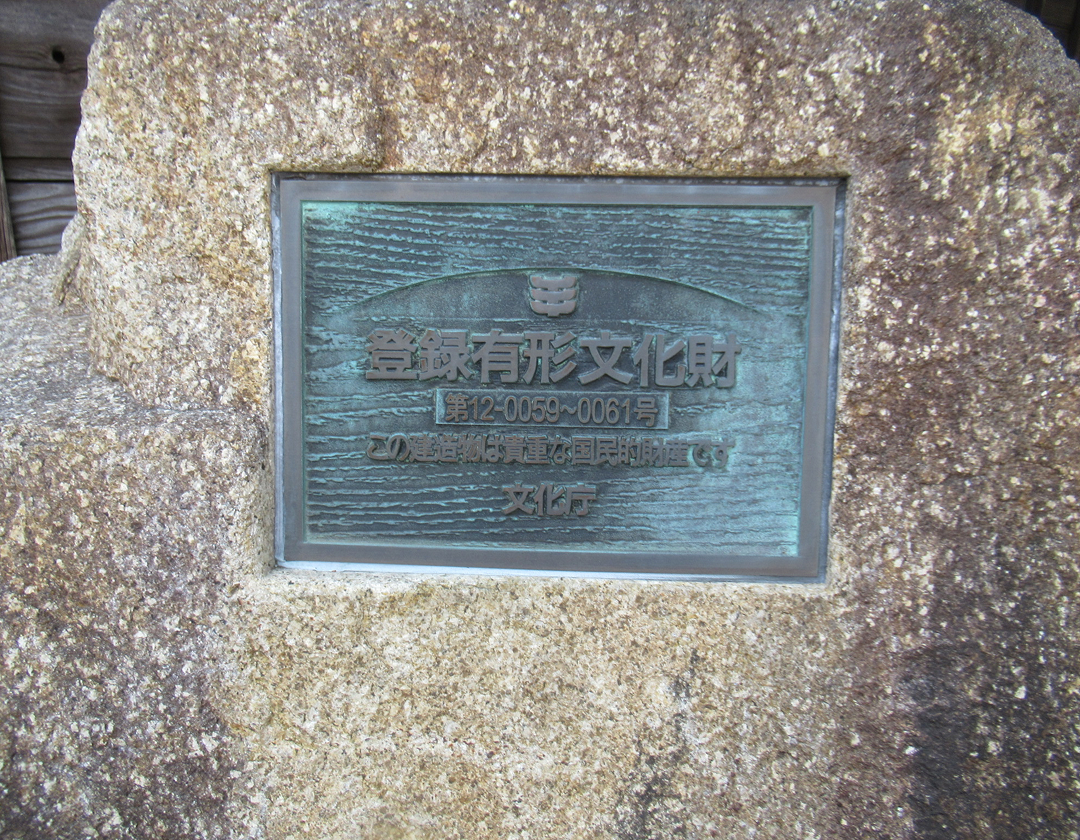 登録有形文化財
第12-0059~0061号
この建造物は貴重な国民的財産です
文化庁